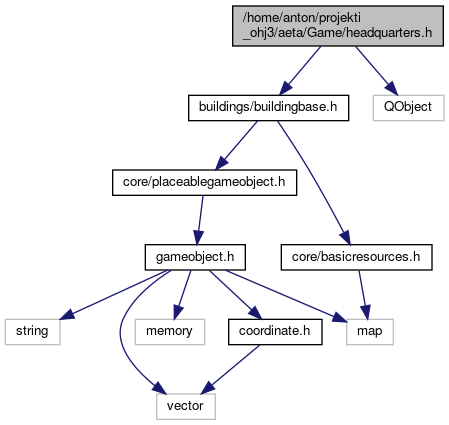 /home/anton/projekti
_ohj3/aeta/Game/headquarters.h
buildings/buildingbase.h
QObject
core/placeablegameobject.h
gameobject.h
core/basicresources.h
string
memory
coordinate.h
map
vector